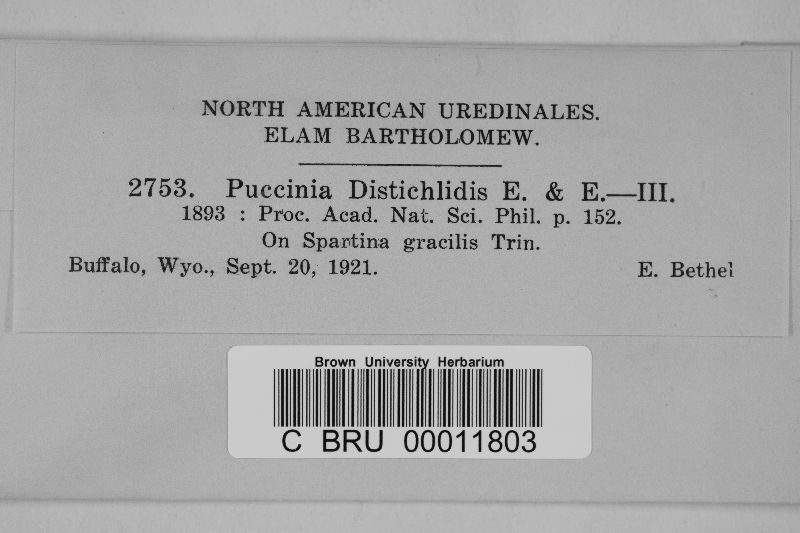 NORTH AMERICAN UREDINALES.
ELAM BARTHOLOMEW.
2753. Puccinia Distichlidis E. & E.—III.
1893 : Proc. Acad. Nat. Sci. Phil. p. 152.
On Spartina gracilis Trin.
Buffalo, Wyo., Sept. 20, 1921. E. Bethel
Brown University Herbarium
C BRU 00011803